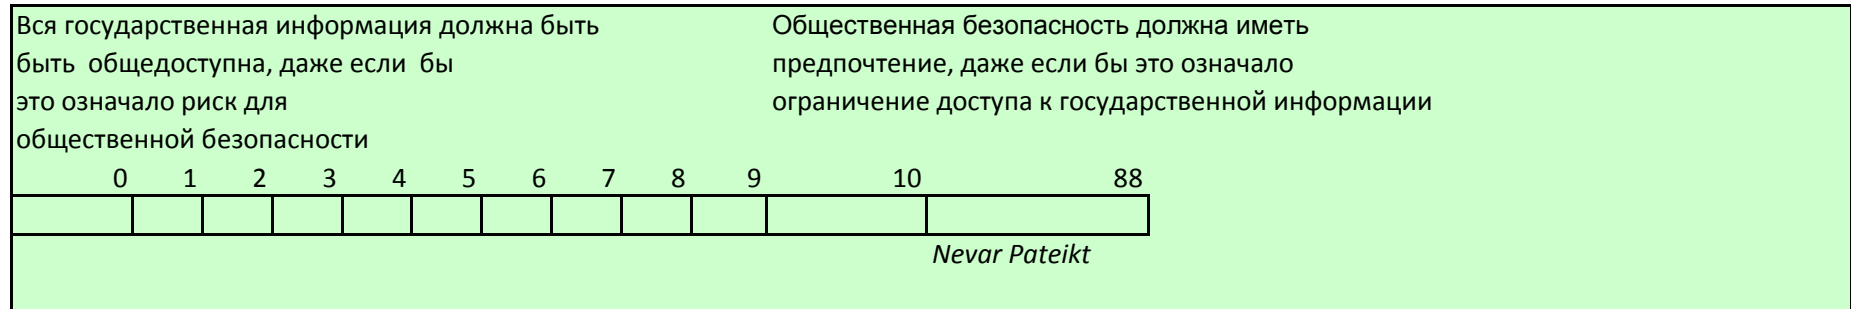 Вся государственная информация должна быть
быть общедоступна, даже если бы
это означало риск для
общественной безопасности
Общественная безопасность должна иметь
предпочтение, даже если бы это означало
ограничение доступа к государственной информации
0 1 2 3 4 5 6 7 8 9 10 88
Nevar Pateikt